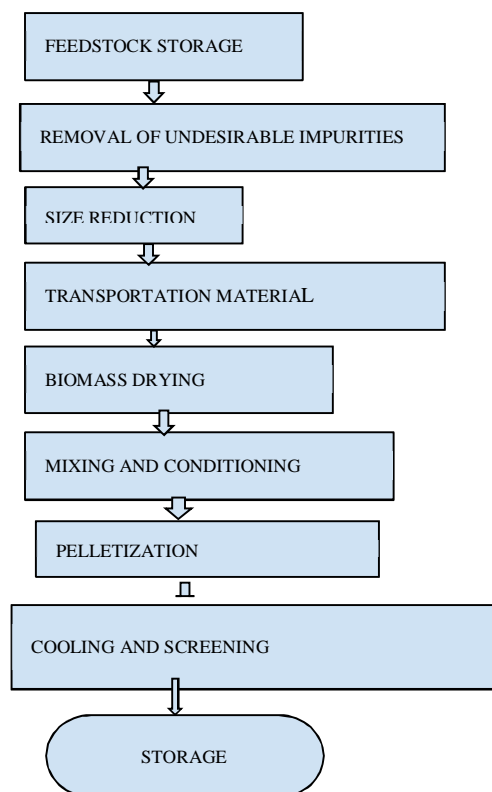 FEEDSTOCK STORAGE
REMOVAL OF UNDESIRABLE IMPURITIES
SIZE REDUCTION
TRANSPORTATION MATERIAL
BIOMASS DRYING
MIXING AND CONDITIONING
PELLETIZATION
COOLING AND SCREENING
STORAGE